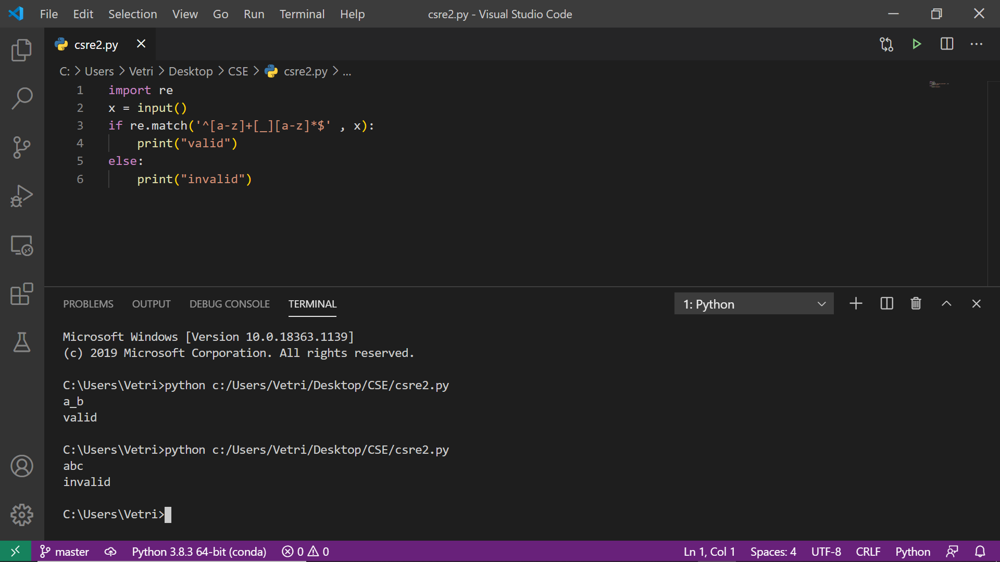 File Edit Selection View Go Run Terminal Help csre2.py - Visual Studio Code
csre2.py
C: > Users > Vetri > Desktop > CSE > csre2.py > ...
1 import re
2 x = input()
3 if re.match('^[a-z]+[_][a-z]*$' , x):
4     print("valid")
5 else:
6     print("invalid")
PROBLEMS OUTPUT DEBUG CONSOLE TERMINAL 1: Python
Microsoft Windows [Version 10.0.18363.1139]
(c) 2019 Microsoft Corporation. All rights reserved.
C:\Users\Vetri>python c:/Users/Vetri/Desktop/CSE/csre2.py
a_b
valid
C:\Users\Vetri>python c:/Users/Vetri/Desktop/CSE/csre2.py
abc
invalid
C:\Users\Vetri>
master Python 3.8.3 64-bit (conda) 0 0 Ln 1, Col 1 Spaces: 4 UTF-8 CRLF Python